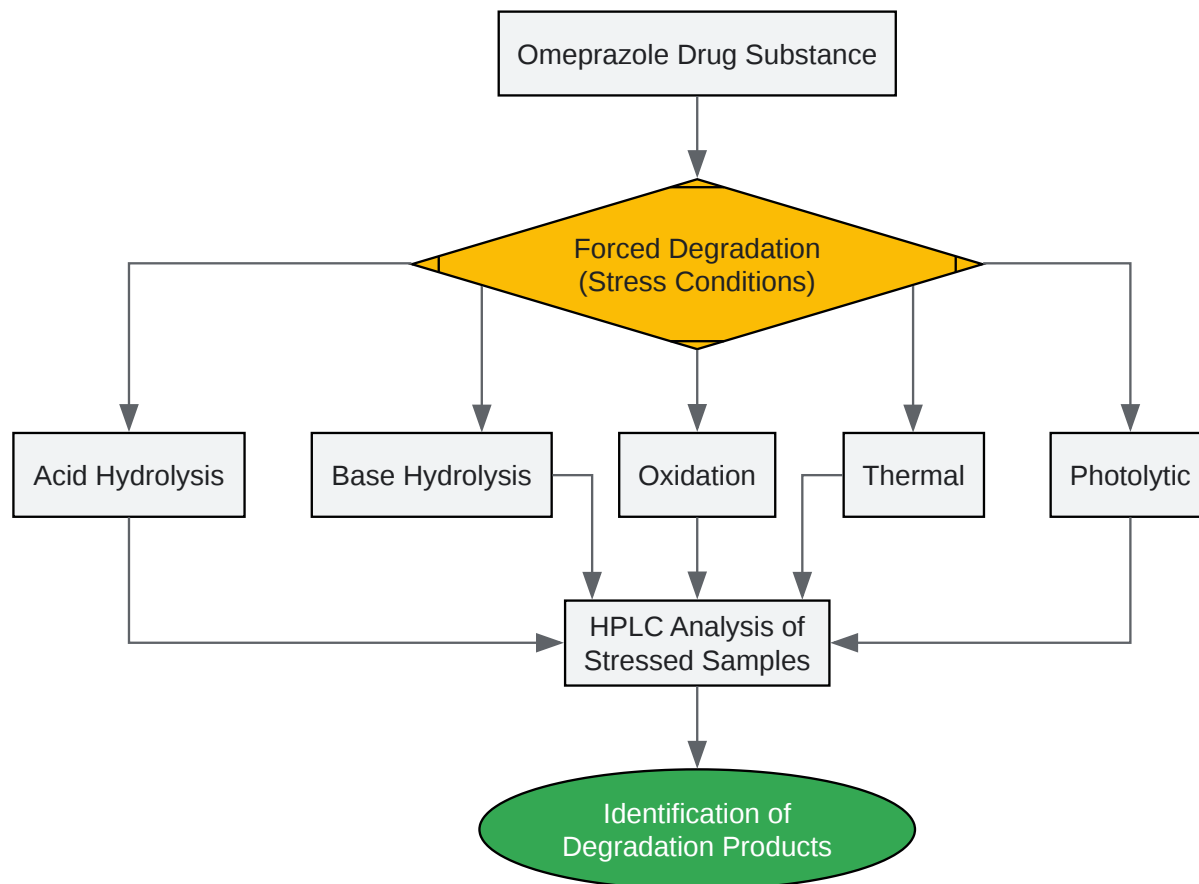 Omeprazole Drug Substance
Forced Degradation
(Stress Conditions)
Acid Hydrolysis
Base Hydrolysis
Oxidation
Thermal
Photolytic
HPLC Analysis of
Stressed Samples
Identification of
Degradation Products